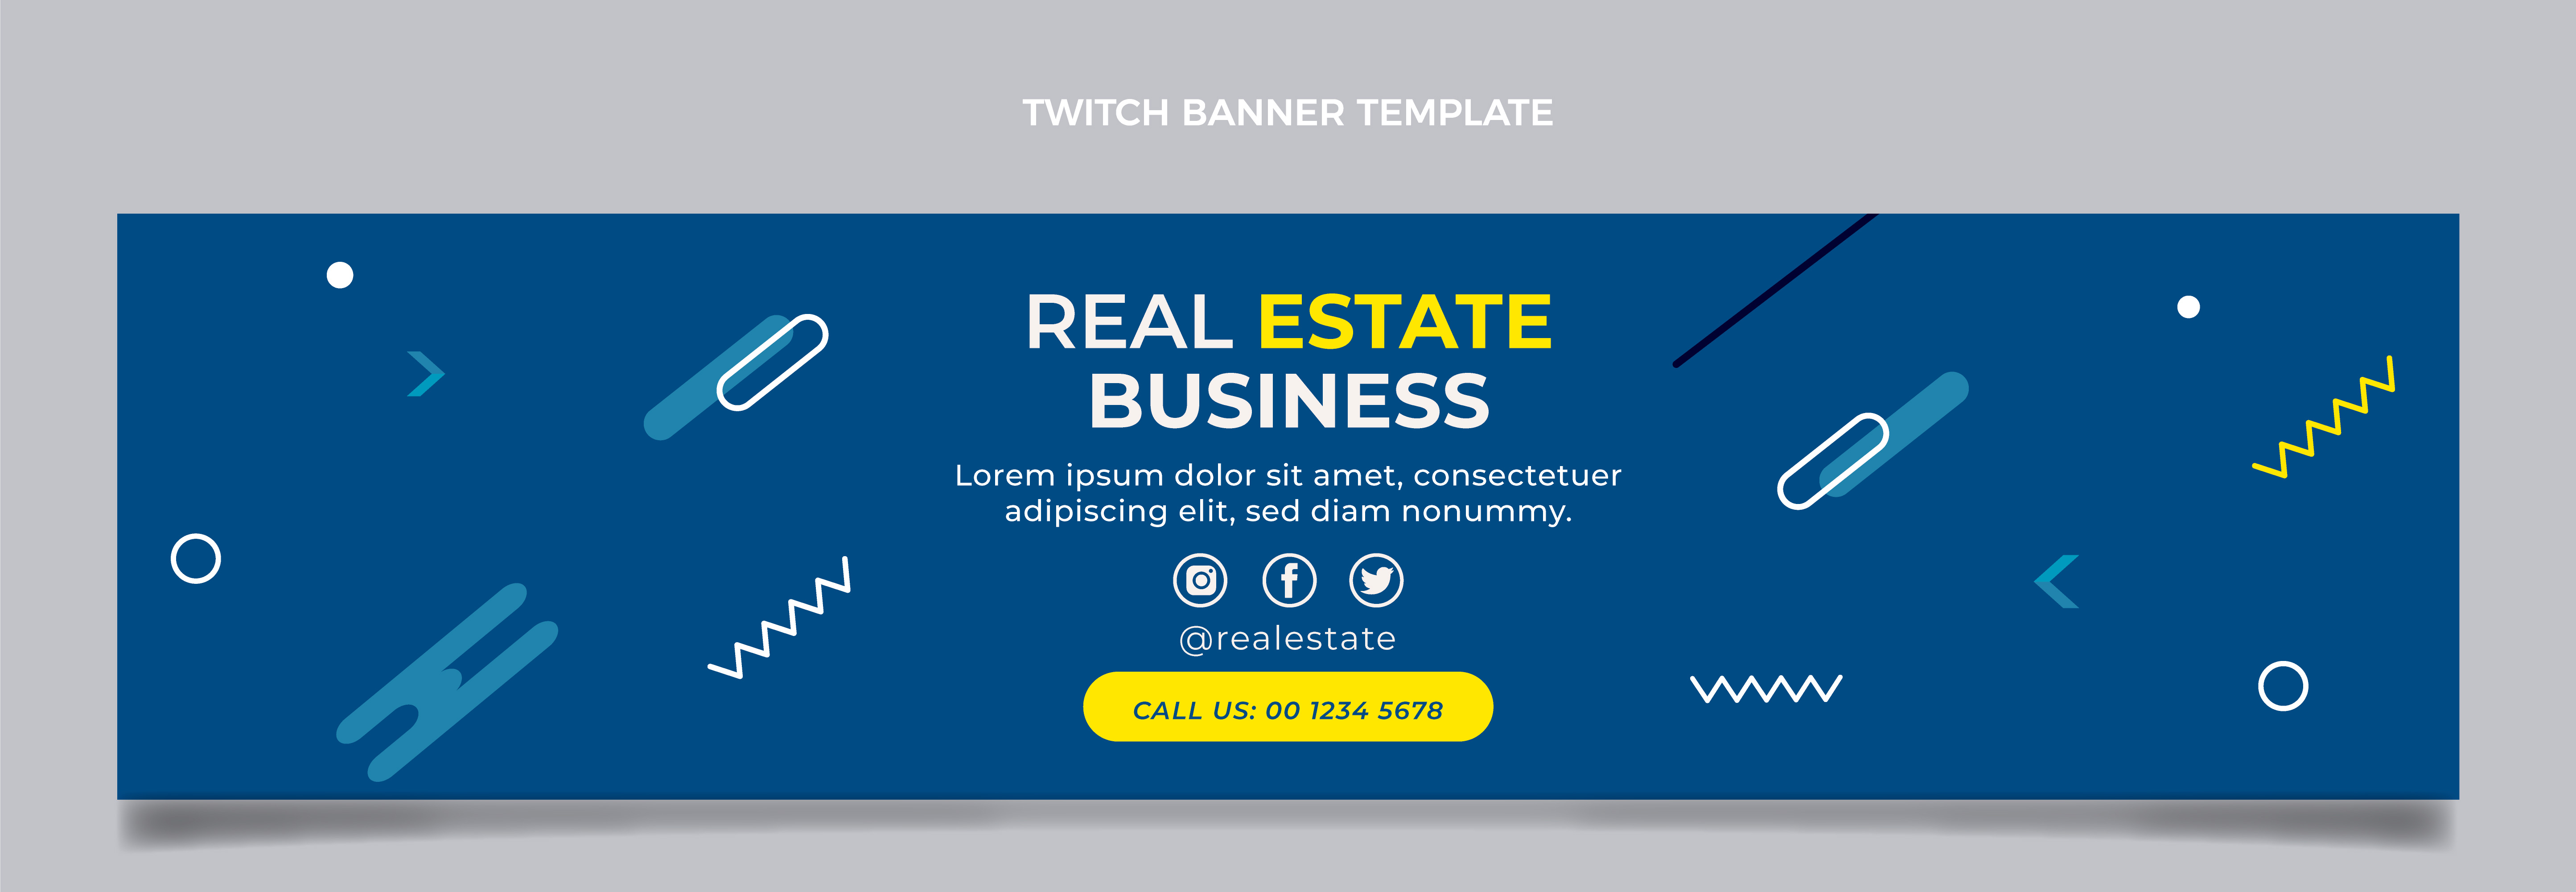 TWITCH BANNER TEMPLATE
REAL ESTATE
BUSINESS
Lorem ipsum dolor sit amet, consectetuer
adipiscing elit, sed diam nonummy.
@realestate
CALL US: 00 1234 5678